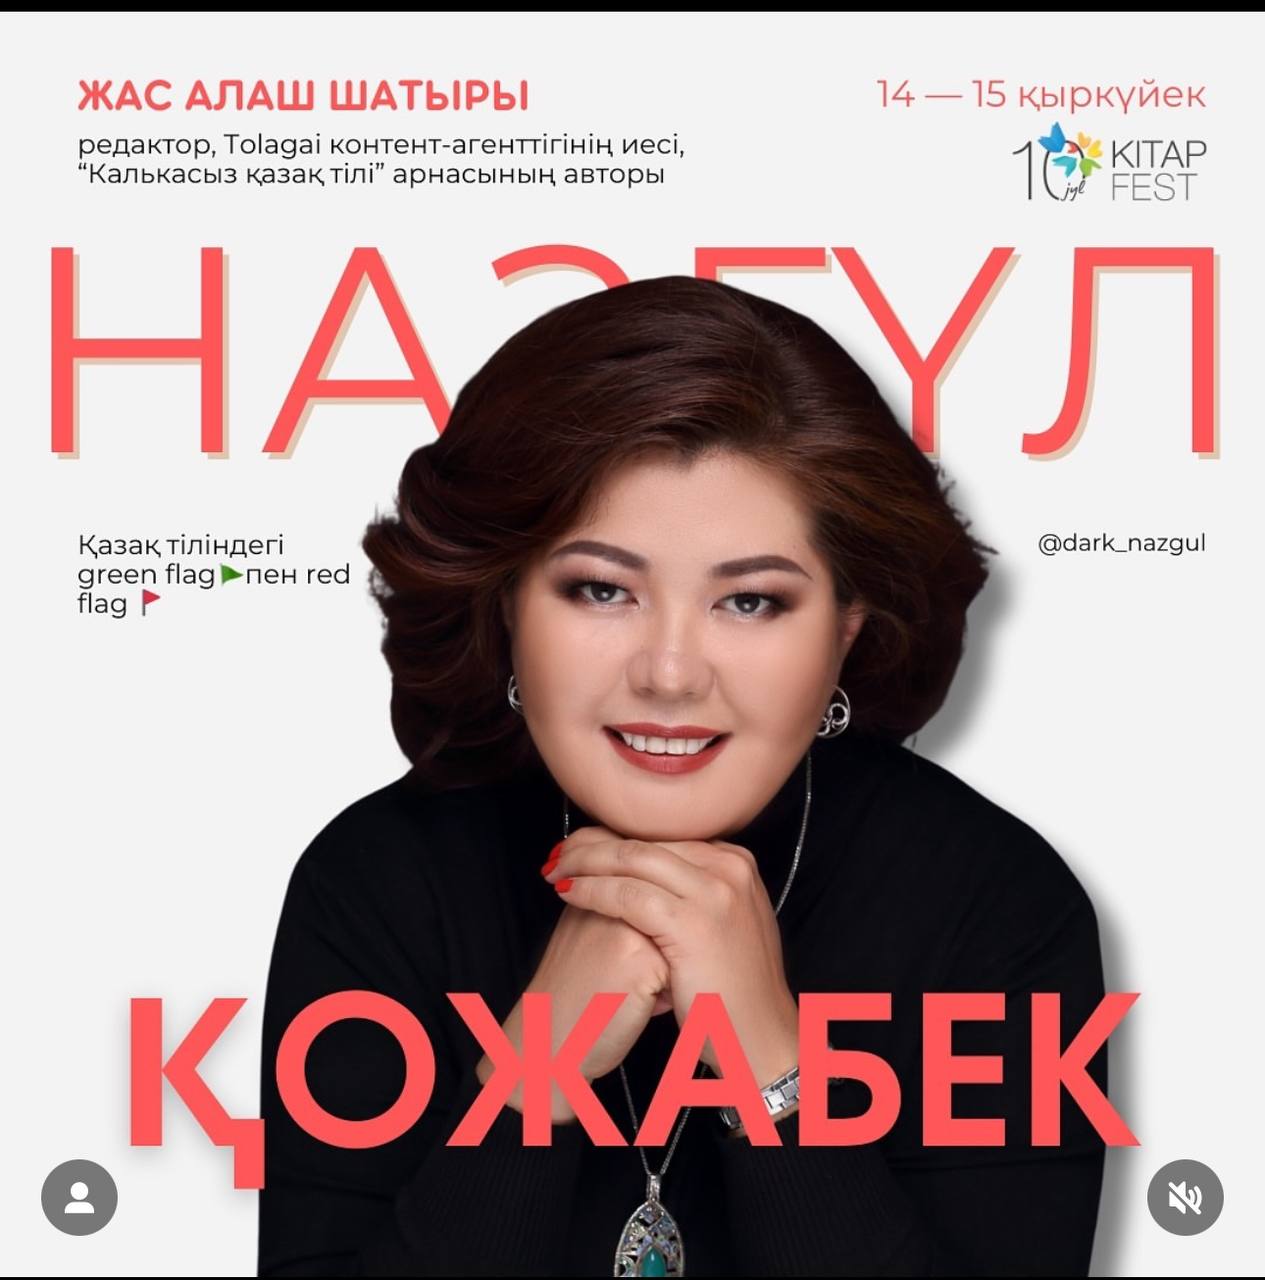 ЖАС АЛАШ ШАТЫРЫ
редактор, Tolagai контент-агенттігінің иесі,
“Калькасыз қазақ тілі” арнасының авторы
14 — 15 қыркүйек
10 jyl KITAP
FEST
НАЗГҮЛ
Қазақ тіліндегі
green flag пен red
flag
@dark_nazgul
ҚОЖАБЕК